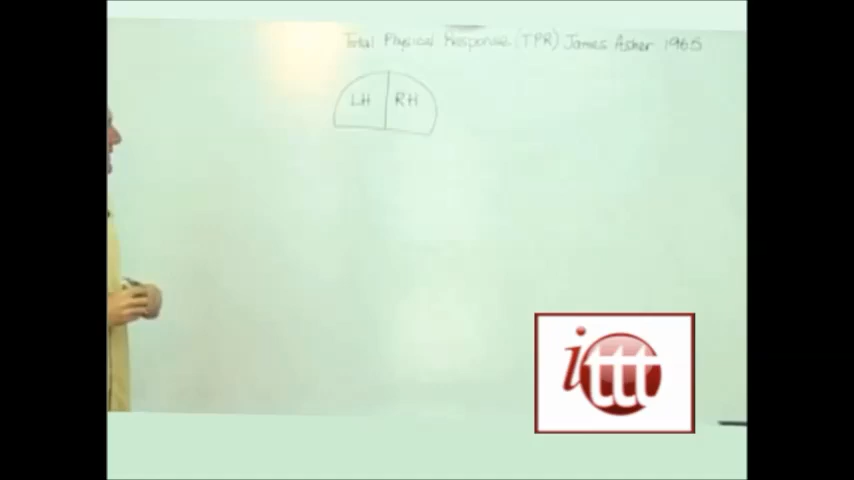 Total Physical Response (TPR) James Asher 1965
LH RH
ittt